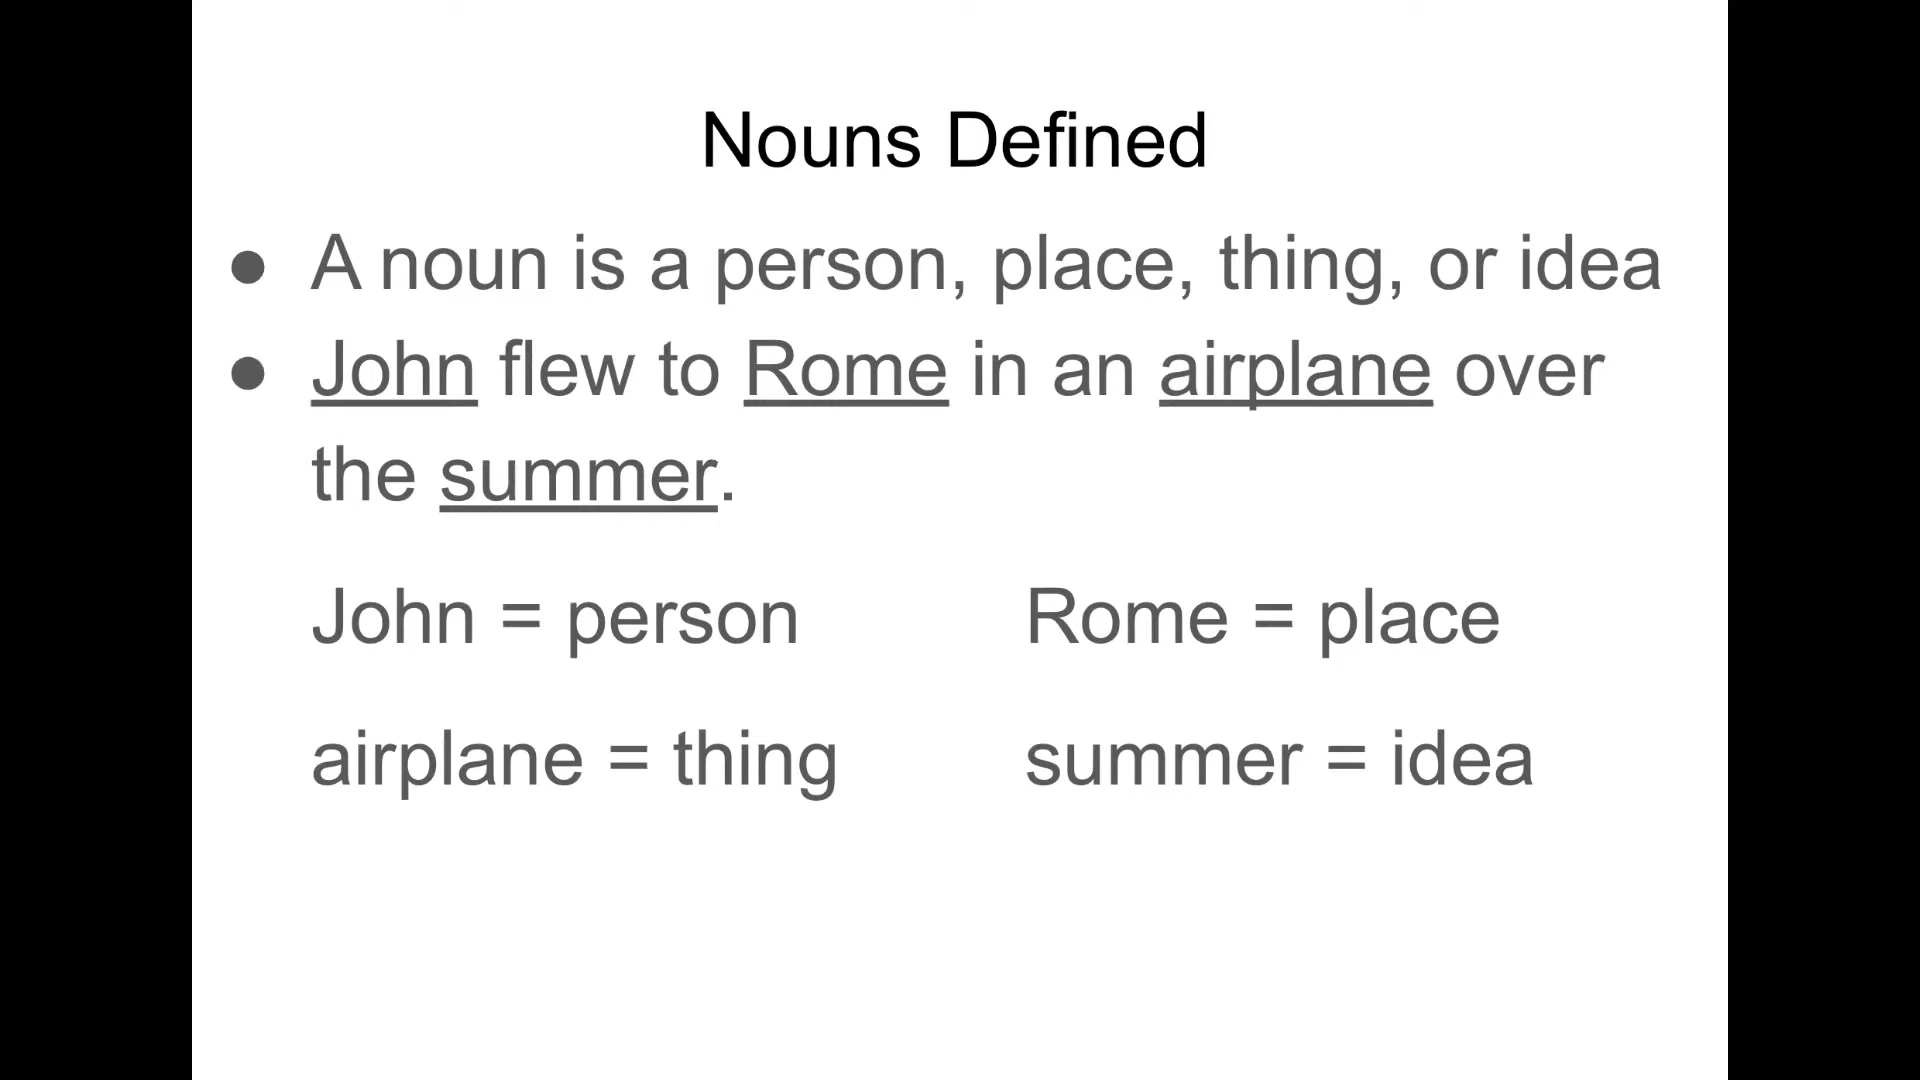 Nouns Defined
● A noun is a person, place, thing, or idea
● John flew to Rome in an airplane over
the summer.
John = person Rome = place
airplane = thing summer = idea